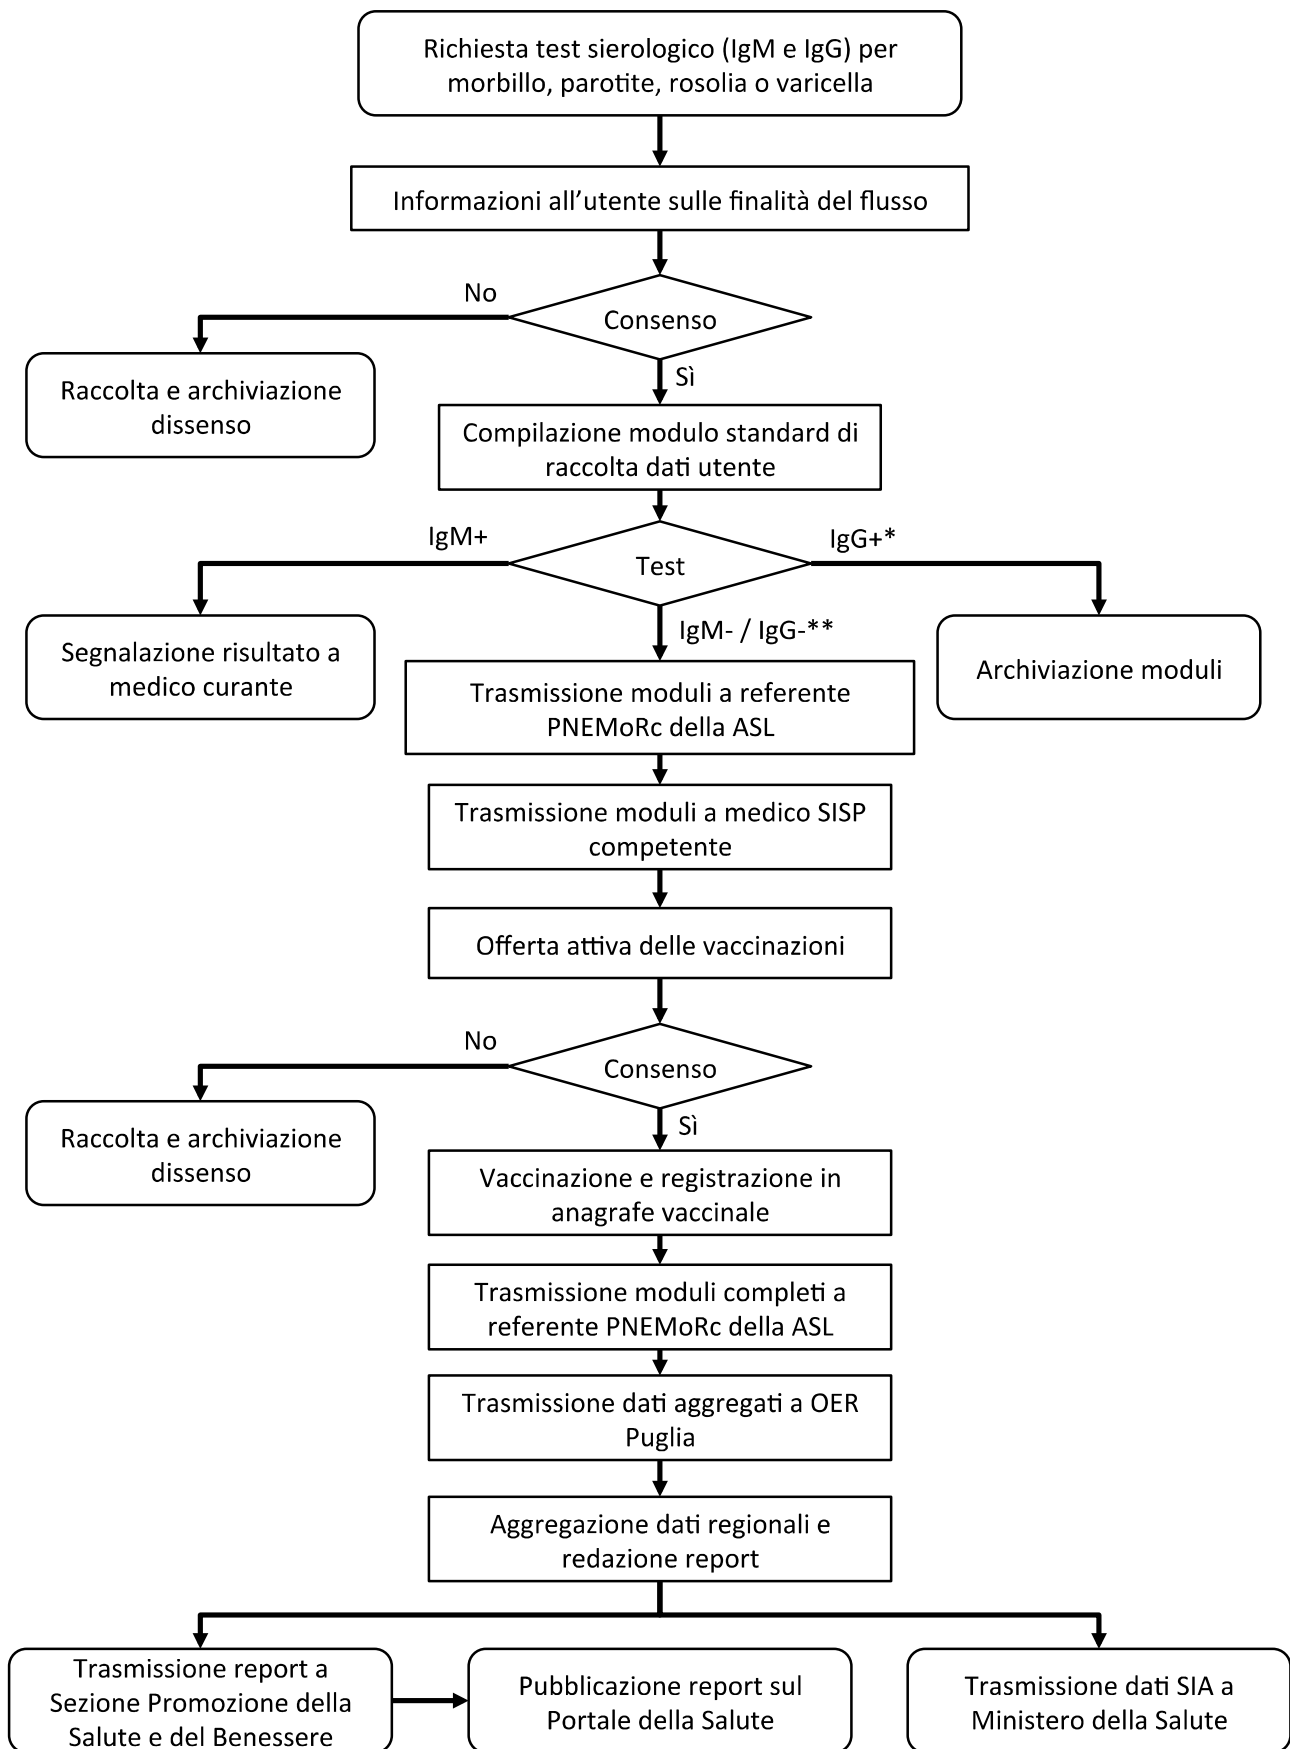 Richiesta test sierologico (IgM e IgG) per
morbillo, parotite, rosolia o varicella
Informazioni all’utente sulle finalità del flusso
No
Consenso
Sì
Raccolta e archiviazione
dissenso
Compilazione modulo standard di
raccolta dati utente
IgM+
IgG+*
Test
IgM- / IgG-**
Segnalazione risultato a
medico curante
Archiviazione moduli
Trasmissione moduli a referente
PNEMoRc della ASL
Trasmissione moduli a medico SISP
competente
Offerta attiva delle vaccinazioni
No
Consenso
Sì
Raccolta e archiviazione
dissenso
Vaccinazione e registrazione in
anagrafe vaccinale
Trasmissione moduli completi a
referente PNEMoRc della ASL
Trasmissione dati aggregati a OER
Puglia
Aggregazione dati regionali e
redazione report
Trasmissione report a
Sezione Promozione della
Salute e del Benessere
Pubblicazione report sul
Portale della Salute
Trasmissione dati SIA a
Ministero della Salute